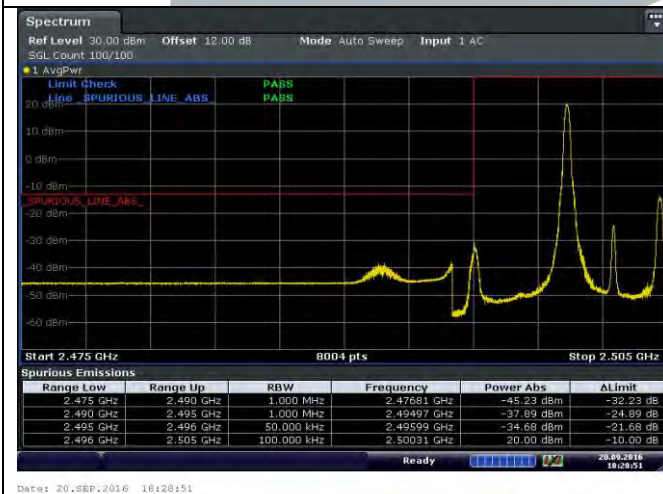 Spectrum
Ref Level 30.00 dBm Offset 12.00 dB Mode Auto Sweep Input 1 AC
SGL Count 100/100
1 AvgPwr
Limit Check PASS
Line _SPURIOUS_LINE_ABS_ PASS
20 dBm
10 dBm
0 dBm
-10 dBm
_SPURIOUS_LINE_ABS_
-20 dBm
-30 dBm
-40 dBm
-50 dBm
-60 dBm
Start 2.475 GHz 8004 pts Stop 2.505 GHz
Spurious Emissions
Range Low Range Up RBW Frequency Power Abs ΔLimit
2.475 GHz 2.490 GHz 1.000 MHz 2.47681 GHz -45.23 dBm -32.23 dB
2.490 GHz 2.495 GHz 1.000 MHz 2.49497 GHz -37.89 dBm -24.89 dB
2.495 GHz 2.496 GHz 50.000 kHz 2.49599 GHz -34.68 dBm -21.68 dB
2.496 GHz 2.505 GHz 100.000 kHz 2.50031 GHz 20.00 dBm -10.00 dB
Ready 20.09.2016
18:28:51
Date: 20.SEP.2016 18:28:51